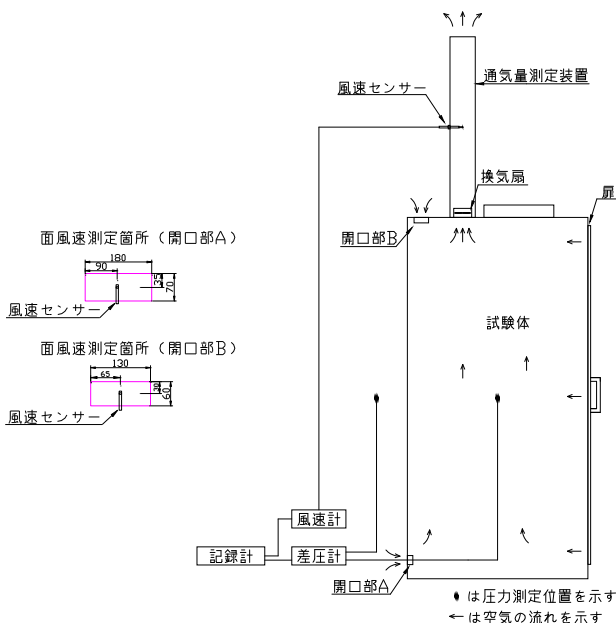 通気量測定装置
風速センサー
換気扇
扉
開口部B
面風速測定箇所（開口部A）
180
90
35
70
風速センサー
試験体
面風速測定箇所（開口部B）
130
65
30
60
風速センサー
風速計
記録計
差圧計
開口部A
は圧力測定位置を示す
は空気の流れを示す